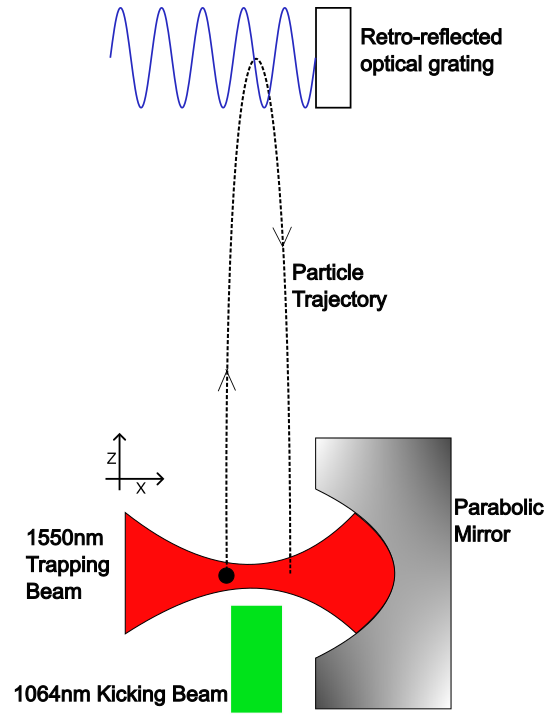 Retro-reflected
optical grating
Particle
Trajectory
Z
X
1550nm
Trapping
Beam
Parabolic
Mirror
1064nm Kicking Beam